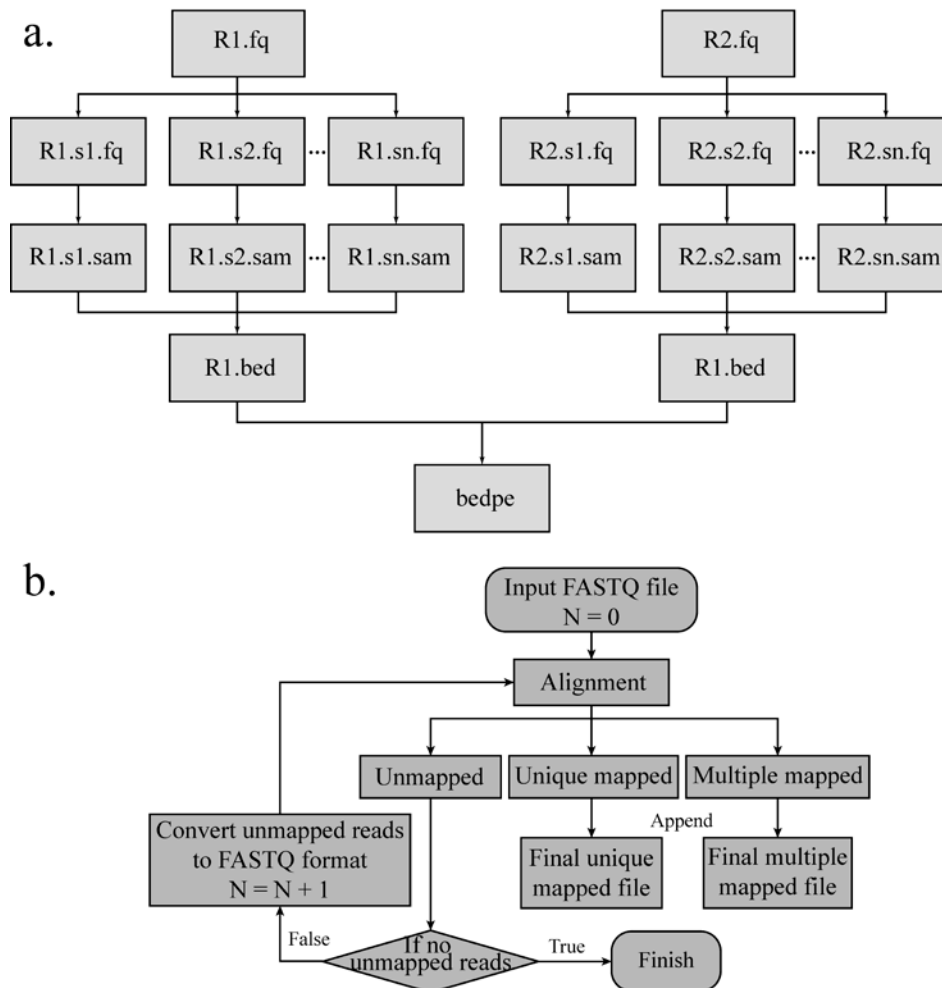 a.
R1.fq
R2.fq
R1.s1.fq
R1.s2.fq
...
R1.sn.fq
R2.s1.fq
R2.s2.fq
...
R2.sn.fq
R1.s1.sam
R1.s2.sam
...
R1.sn.sam
R2.s1.sam
R2.s2.sam
...
R2.sn.sam
R1.bed
R1.bed
bedpe
b.
Input FASTQ file
N = 0
Alignment
Unmapped
Unique mapped
Multiple mapped
Append
Convert unmapped reads
to FASTQ format
N = N + 1
Final unique
mapped file
Final multiple
mapped file
False
If no
unmapped reads
True
Finish